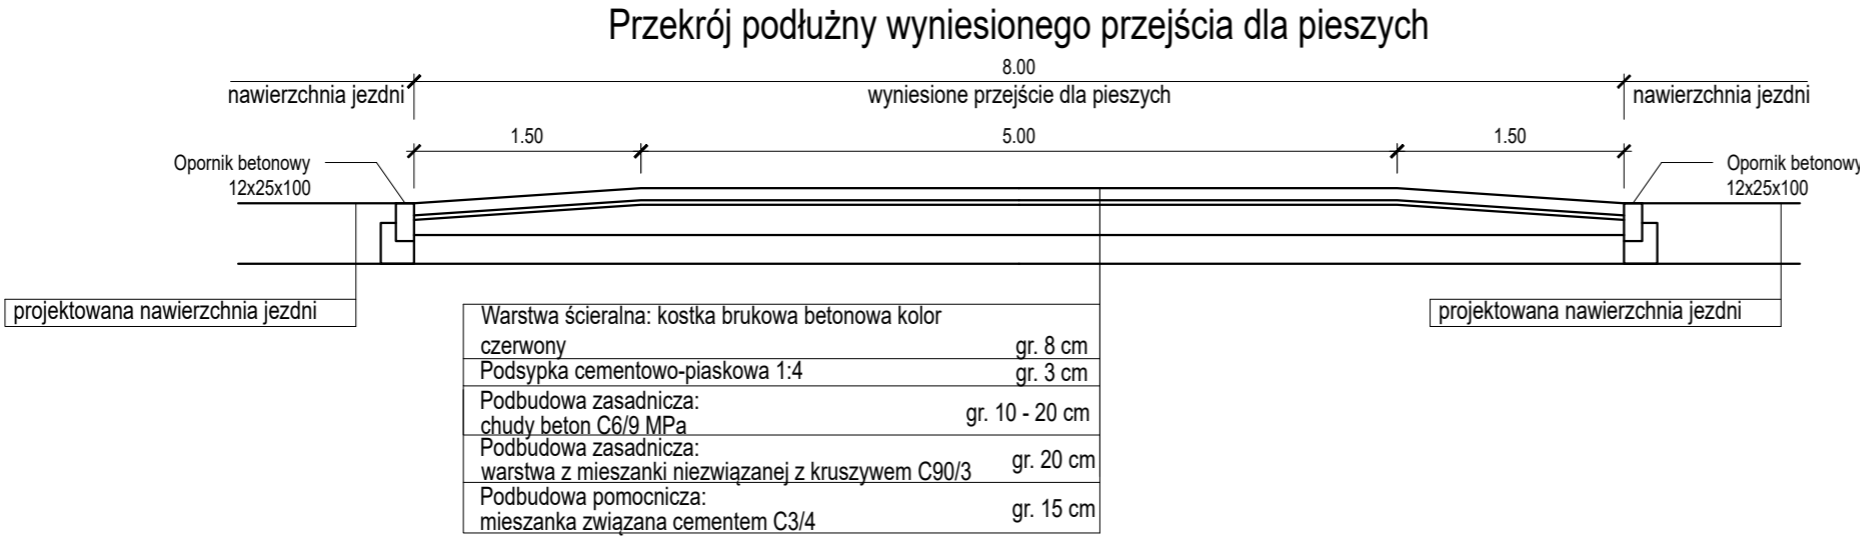 Przekrój podłużny wyniesionego przejścia dla pieszych
8.00
nawierzchnia jezdni
wyniesione przejście dla pieszych
nawierzchnia jezdni
1.50
5.00
1.50
Opornik betonowy
12x25x100
Opornik betonowy
12x25x100
projektowana nawierzchnia jezdni
projektowana nawierzchnia jezdni
Warstwa ścieralna: kostka brukowa betonowa kolor
czerwony gr. 8 cm
Podsypka cementowo-piaskowa 1:4 gr. 3 cm
Podbudowa zasadnicza:
chudy beton C6/9 MPa gr. 10 - 20 cm
Podbudowa zasadnicza:
warstwa z mieszanki niezwiązanej z kruszywem C90/3 gr. 20 cm
Podbudowa pomocnicza:
mieszanka związana cementem C3/4 gr. 15 cm